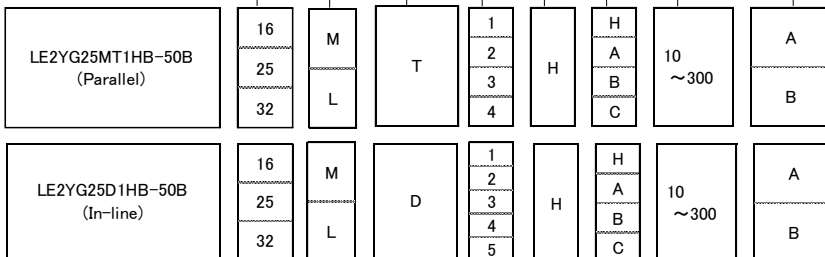 LE2YG25MT1HB-50B
(Parallel)
16
25
32
M
L
T
1
2
3
4
H
H
A
B
C
10
～300
A
B
LE2YG25D1HB-50B
(In-line)
16
25
32
M
L
D
1
2
3
4
5
H
H
A
B
C
10
～300
A
B